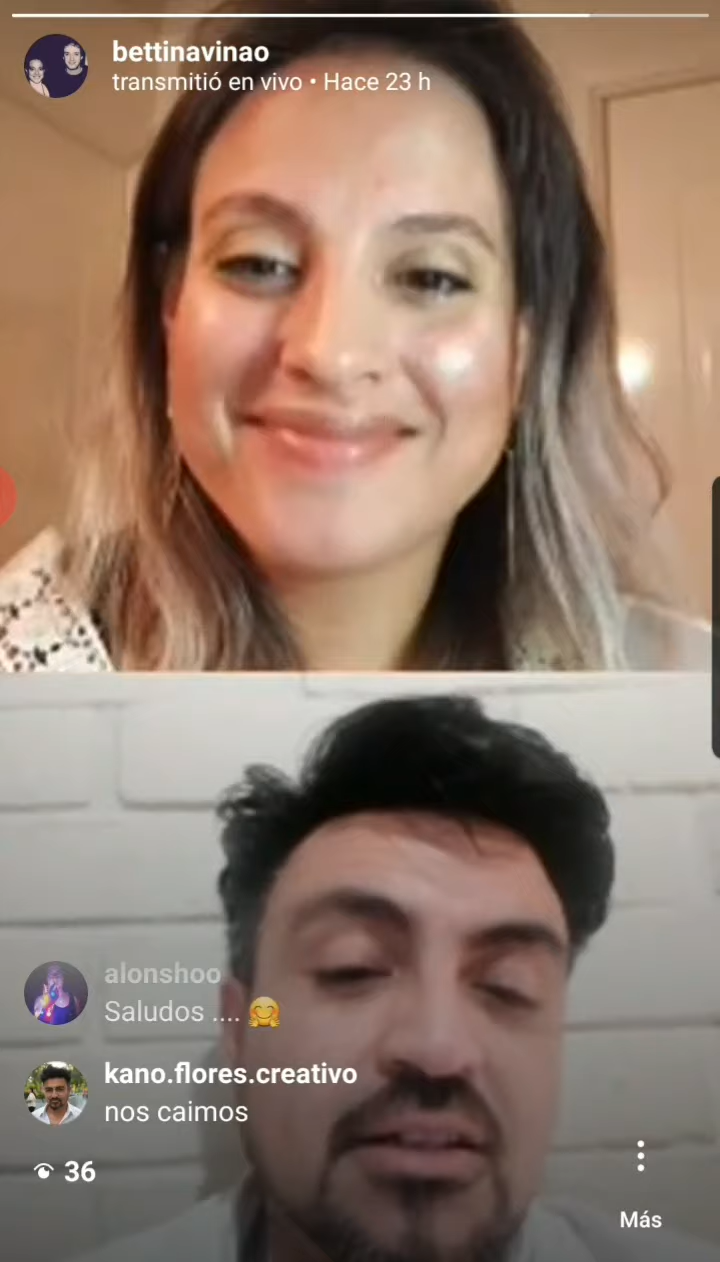 bettinavinao
transmitió en vivo • Hace 23 h
alonshoo
Saludos .... 🤗
kano.flores.creativo
nos caimos
36
Más